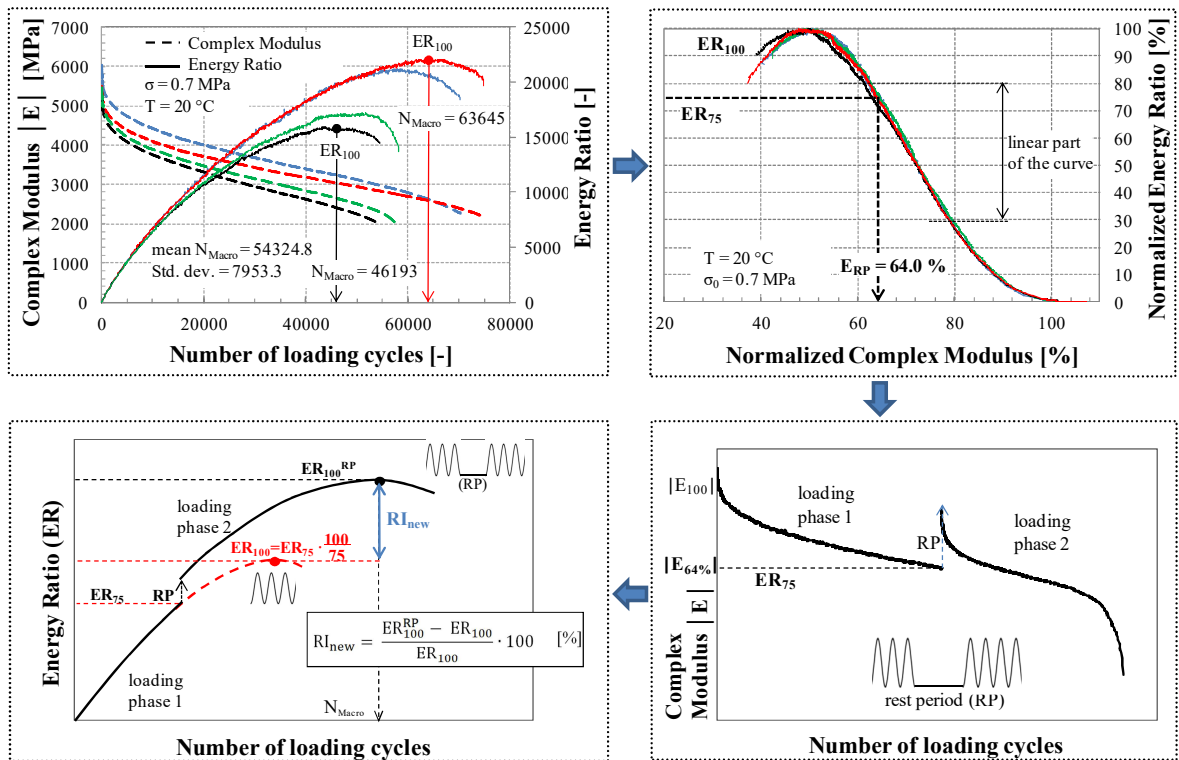 7000
6000
5000
4000
3000
2000
1000
0
Complex Modulus |E| [MPa]
Complex Modulus
Energy Ratio
σ = 0.7 MPa
T = 20 °C
ER100
NMacro = 63645
ER100
mean NMacro = 54324.8
Std. dev. = 7953.3
NMacro = 46193
25000
20000
15000
10000
5000
0
Energy Ratio [-]
0 20000 40000 60000 80000
Number of loading cycles [-]
ER100
ER75
linear part
of the curve
T = 20 °C
σ0 = 0.7 MPa
ERP = 64.0 %
100
90
80
70
60
50
40
30
20
10
0
Normalized Energy Ratio [%]
20 40 60 80 100
Normalized Complex Modulus [%]
Energy Ratio (ER)
ER100RP
(RP)
loading
phase 2
RInew
ER100=ER75 · 100/75
ER75
RP
RInew = (ER100RP − ER100)/ER100 · 100 [%]
loading
phase 1
NMacro
Number of loading cycles
|E100|
loading
phase 1
RP
loading
phase 2
|E64%|
ER75
Complex
Modulus |E|
rest period (RP)
Number of loading cycles